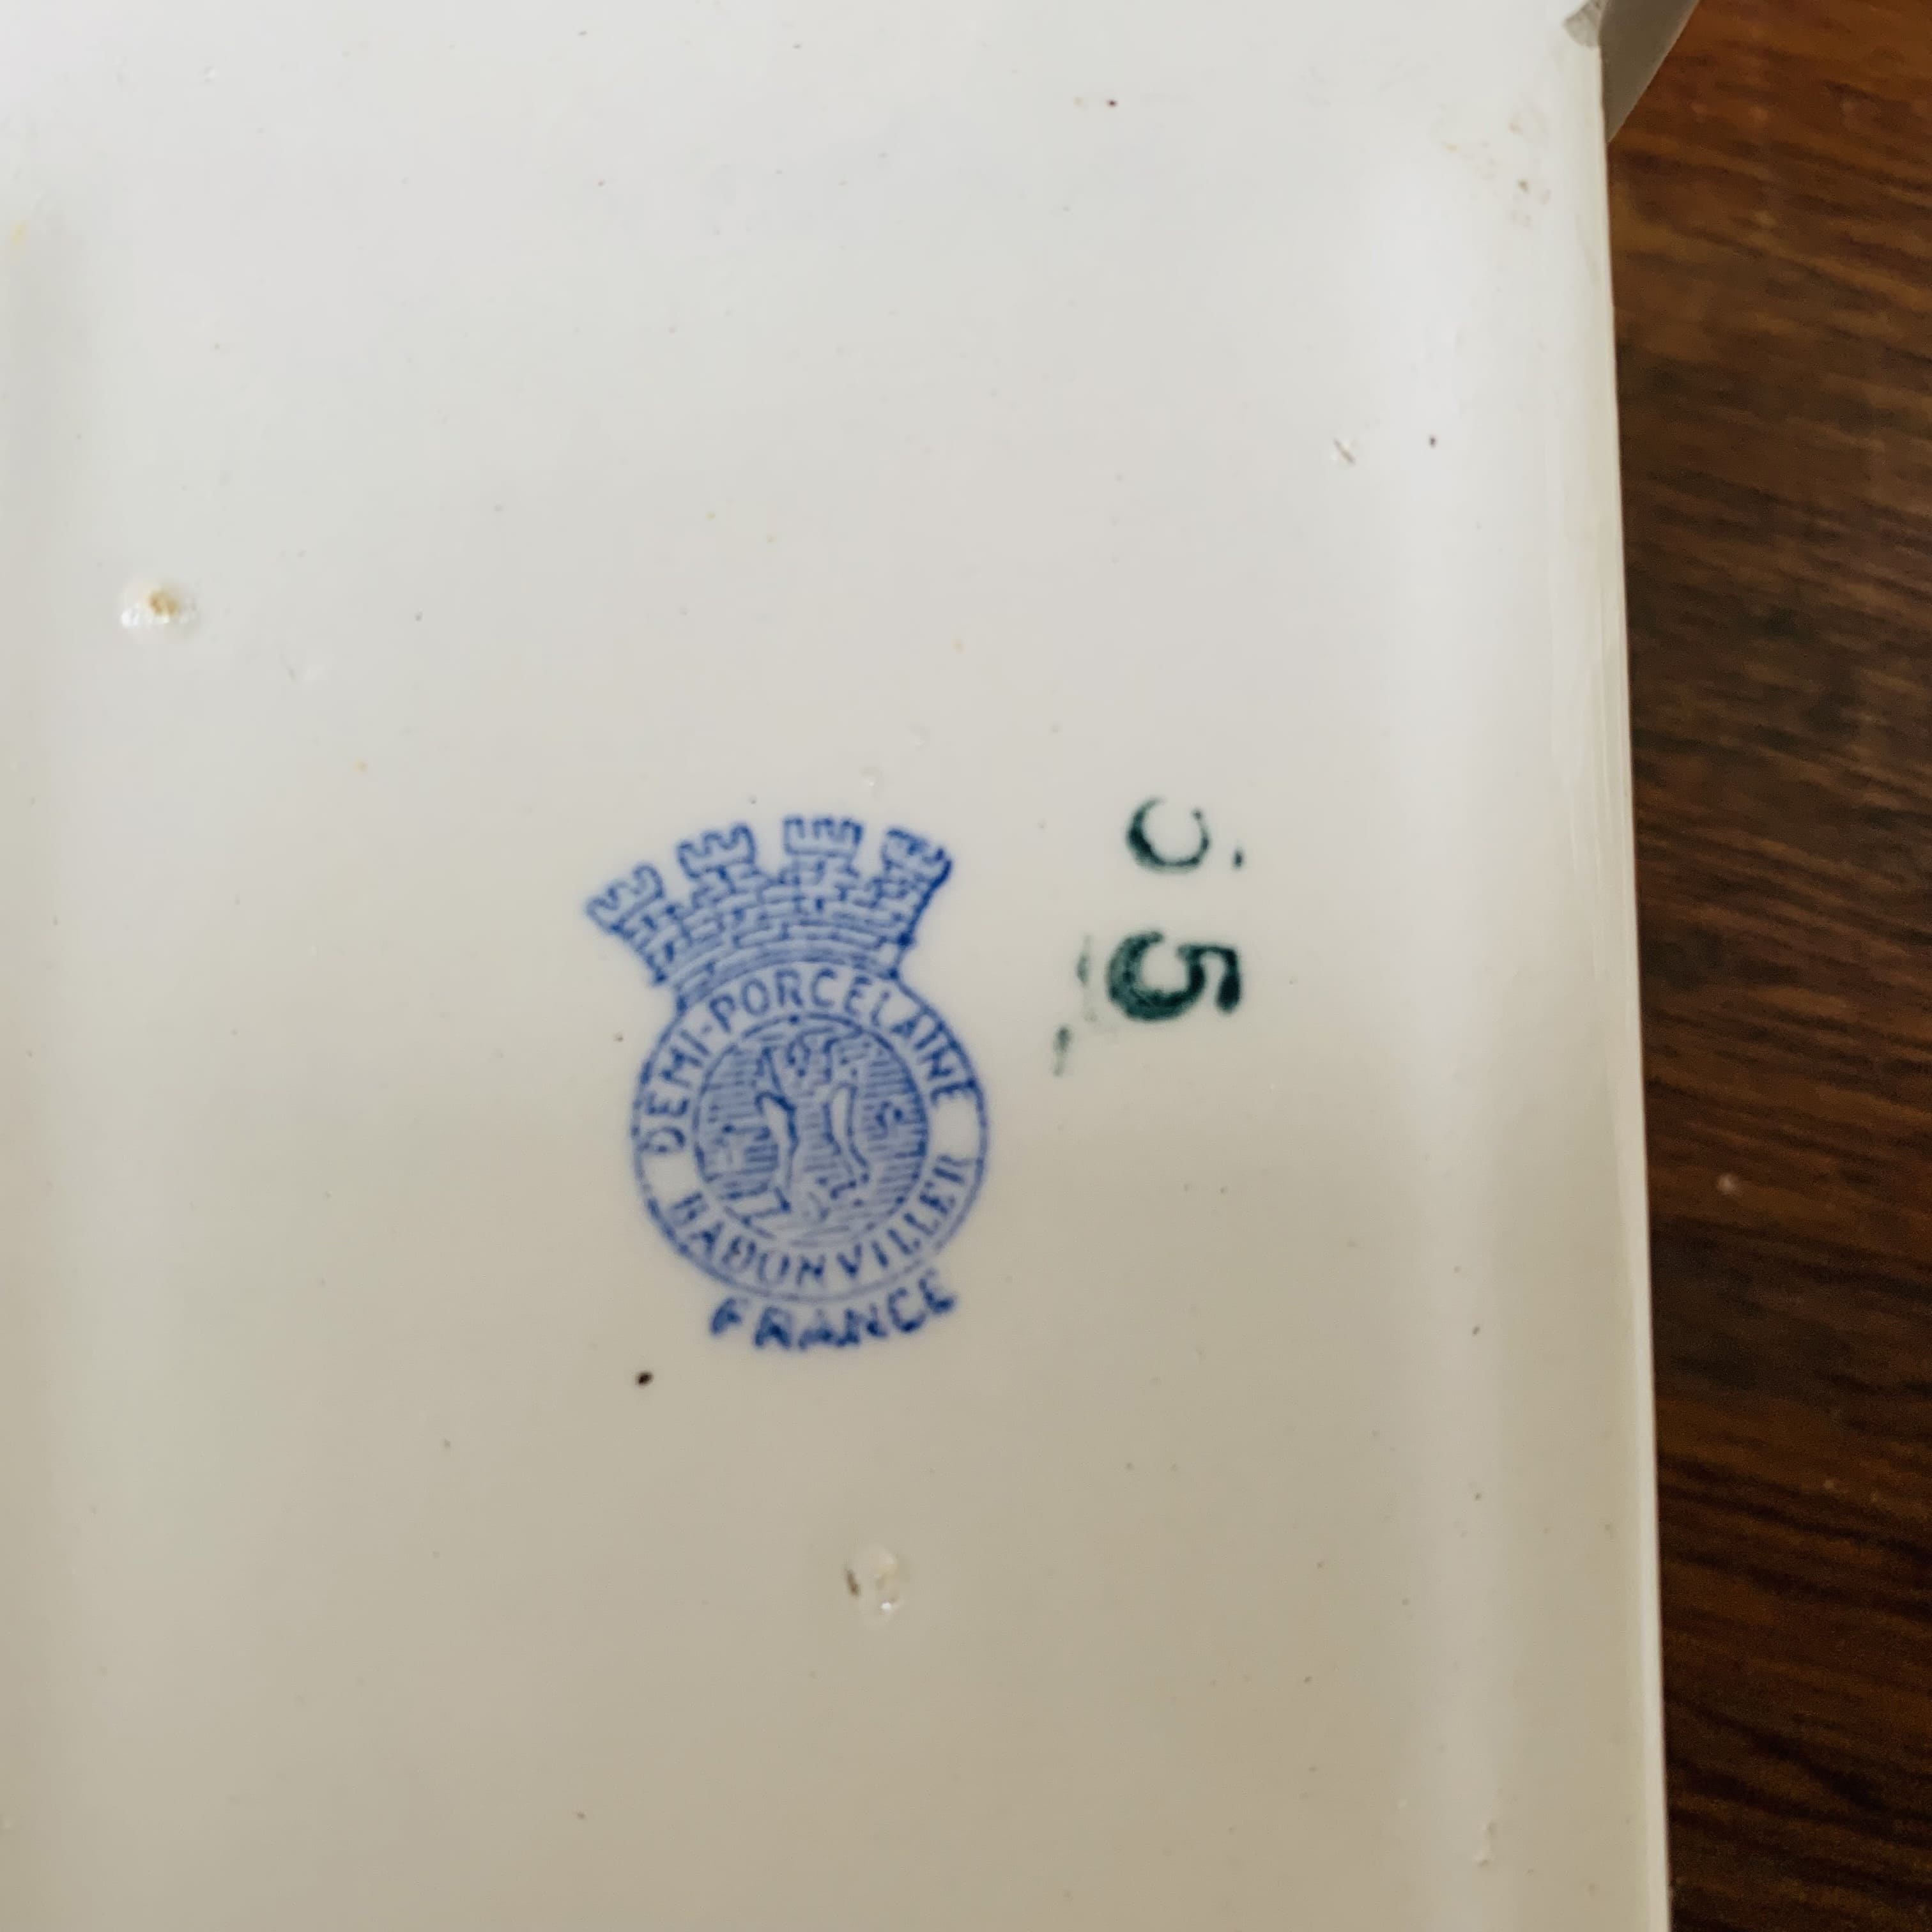 DEMI-PORCELAINE
BADONVILLER
FRANCE
C.
5